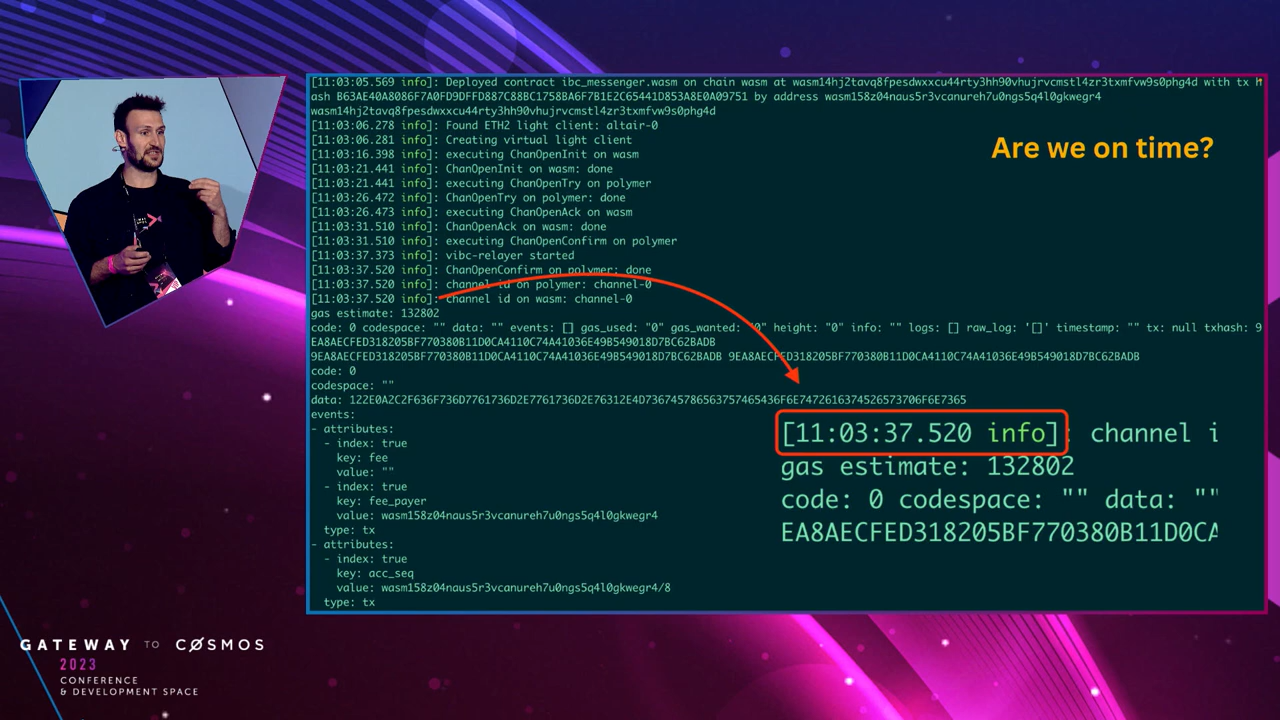 [11:03:05.569 info]: Deployed contract ibc_messenger.wasm on chain wasm at wasm14hj2tavq8fpesdwxxcu44rty3hh90vhujrvcmstl4zr3txmfvw9s0phg4d with tx h
ash B63AE40A8086F7A0FD9DFFD887C88BC1758BA6F7B1E2C65441D853A8E0A09751 by address wasm158z04naus5r3vcanureh7u0ngs5q4l0gkwegr4
wasm14hj2tavq8fpesdwxxcu44rty3hh90vhujrvcmstl4zr3txmfvw9s0phg4d
[11:03:06.278 info]: Found ETH2 light client: altair-0
[11:03:06.281 info]: Creating virtual light client
[11:03:16.398 info]: executing ChanOpenInit on wasm
[11:03:21.441 info]: ChanOpenInit on wasm: done
[11:03:21.441 info]: executing ChanOpenTry on polymer
[11:03:26.472 info]: ChanOpenTry on polymer: done
[11:03:26.473 info]: executing ChanOpenAck on wasm
[11:03:31.510 info]: ChanOpenAck on wasm: done
[11:03:31.510 info]: executing ChanOpenConfirm on polymer
[11:03:37.373 info]: vibc-relayer started
[11:03:37.520 info]: ChanOpenConfirm on polymer: done
[11:03:37.520 info]: channel id on polymer: channel-0
[11:03:37.520 info]: channel id on wasm: channel-0
gas estimate: 132802
code: 0 codespace: "" data: "" events: [] gas_used: "0" gas_wanted: "0" height: "0" info: "" logs: [] raw_log: '[]' timestamp: "" tx: null txhash: 9
EA8AECFED318205BF770380B11D0CA4110C74A41036E49B549018D7BC62BADB
9EA8AECFED318205BF770380B11D0CA4110C74A41036E49B549018D7BC62BADB 9EA8AECFED318205BF770380B11D0CA4110C74A41036E49B549018D7BC62BADB
code: 0
codespace: ""
data: 122E0A2C2F636F736D7761736D2E7761736D2E76312E4D736745786563757465436F6E7472616374526573706F6E7365
events:
- attributes:
- index: true
key: fee
value: ""
- index: true
key: fee_payer
value: wasm158z04naus5r3vcanureh7u0ngs5q4l0gkwegr4
type: tx
- attributes:
- index: true
key: acc_seq
value: wasm158z04naus5r3vcanureh7u0ngs5q4l0gkwegr4/8
type: tx
Are we on time?
[11:03:37.520 info]: channel i
gas estimate: 132802
code: 0 codespace: "" data: ""
EA8AECFED318205BF770380B11D0CA
GATEWAY TO COSMOS
2023
CONFERENCE
& DEVELOPMENT SPACE